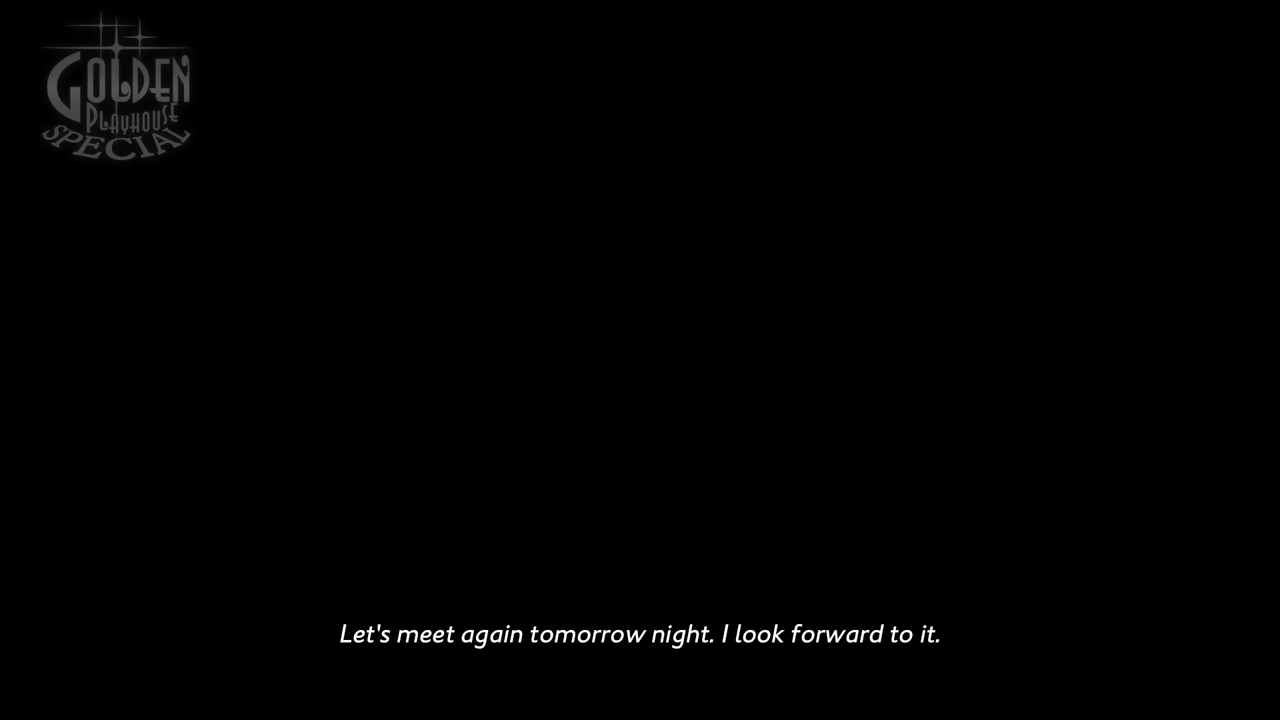 GOLDEN
PLAYHOUSE
SPECIAL
Let's meet again tomorrow night. I look forward to it.